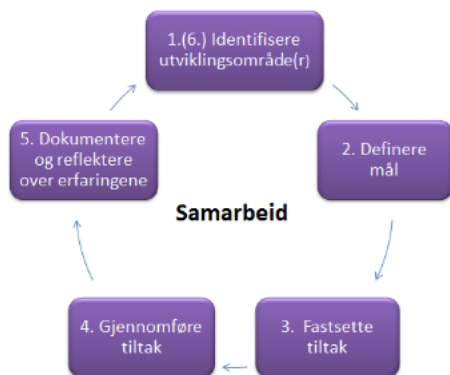 1.(6.) Identifisere
utviklingsområde(r)
2. Definere
mål
3. Fastsette
tiltak
4. Gjennomføre
tiltak
5. Dokumentere
og reflektere
over erfaringene
Samarbeid